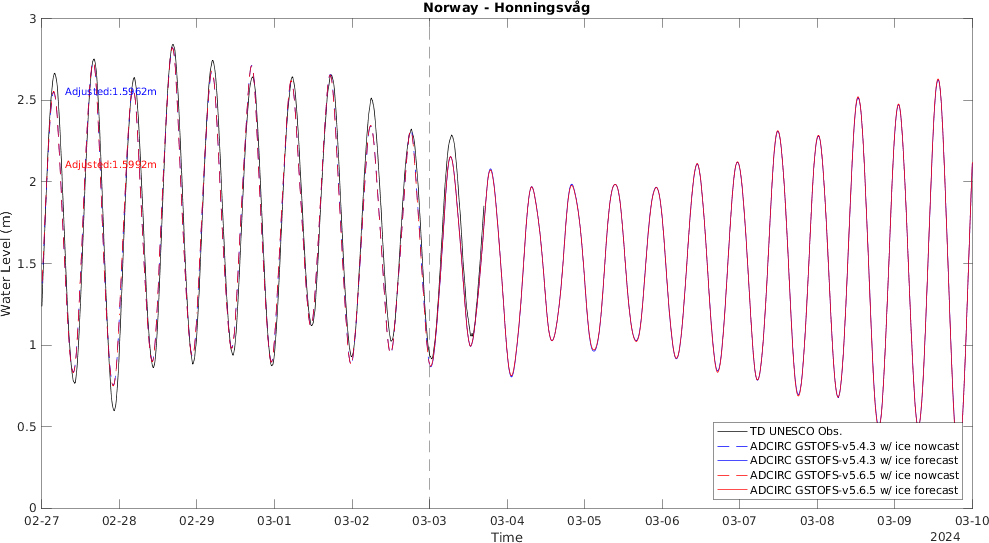 Norway - Honningsvåg
3
2.5
2
1.5
1
0.5
0
Water Level (m)
Adjusted:1.5962m
Adjusted:1.5992m
TD UNESCO Obs.
ADCIRC GSTOFS-v5.4.3 w/ ice nowcast
ADCIRC GSTOFS-v5.4.3 w/ ice forecast
ADCIRC GSTOFS-v5.6.5 w/ ice nowcast
ADCIRC GSTOFS-v5.6.5 w/ ice forecast
02-27 02-28 02-29 03-01 03-02 03-03 03-04 03-05 03-06 03-07 03-08 03-09 03-10
Time
2024